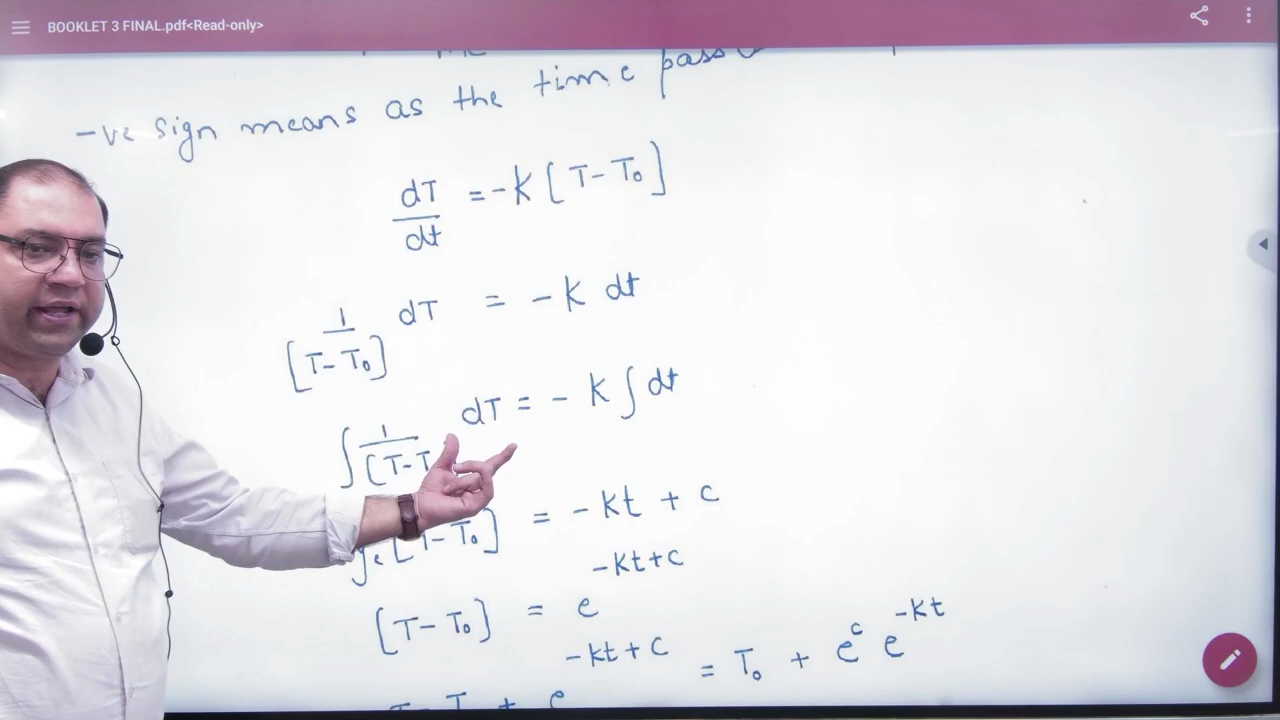 BOOKLET 3 FINAL.pdf<Read-only>
-ve sign means as the time
dT/dt = -K [T - T₀]
1/[T - T₀] dT = -K dt
∫ 1/[T-T dT = -K ∫ dt
[T-T₀] = -Kt + c
[T - T₀] = e^(-Kt+c)
e^(-Kt+c) = T₀ + e^c e^(-Kt)